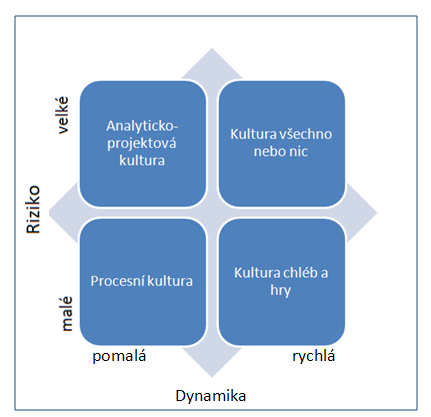 velké
Analyticko-
projektová
kultura
Kultura všechno
nebo nic
Riziko
malé
Procesní kultura
Kultura chléb a
hry
pomalá
rychlá
Dynamika